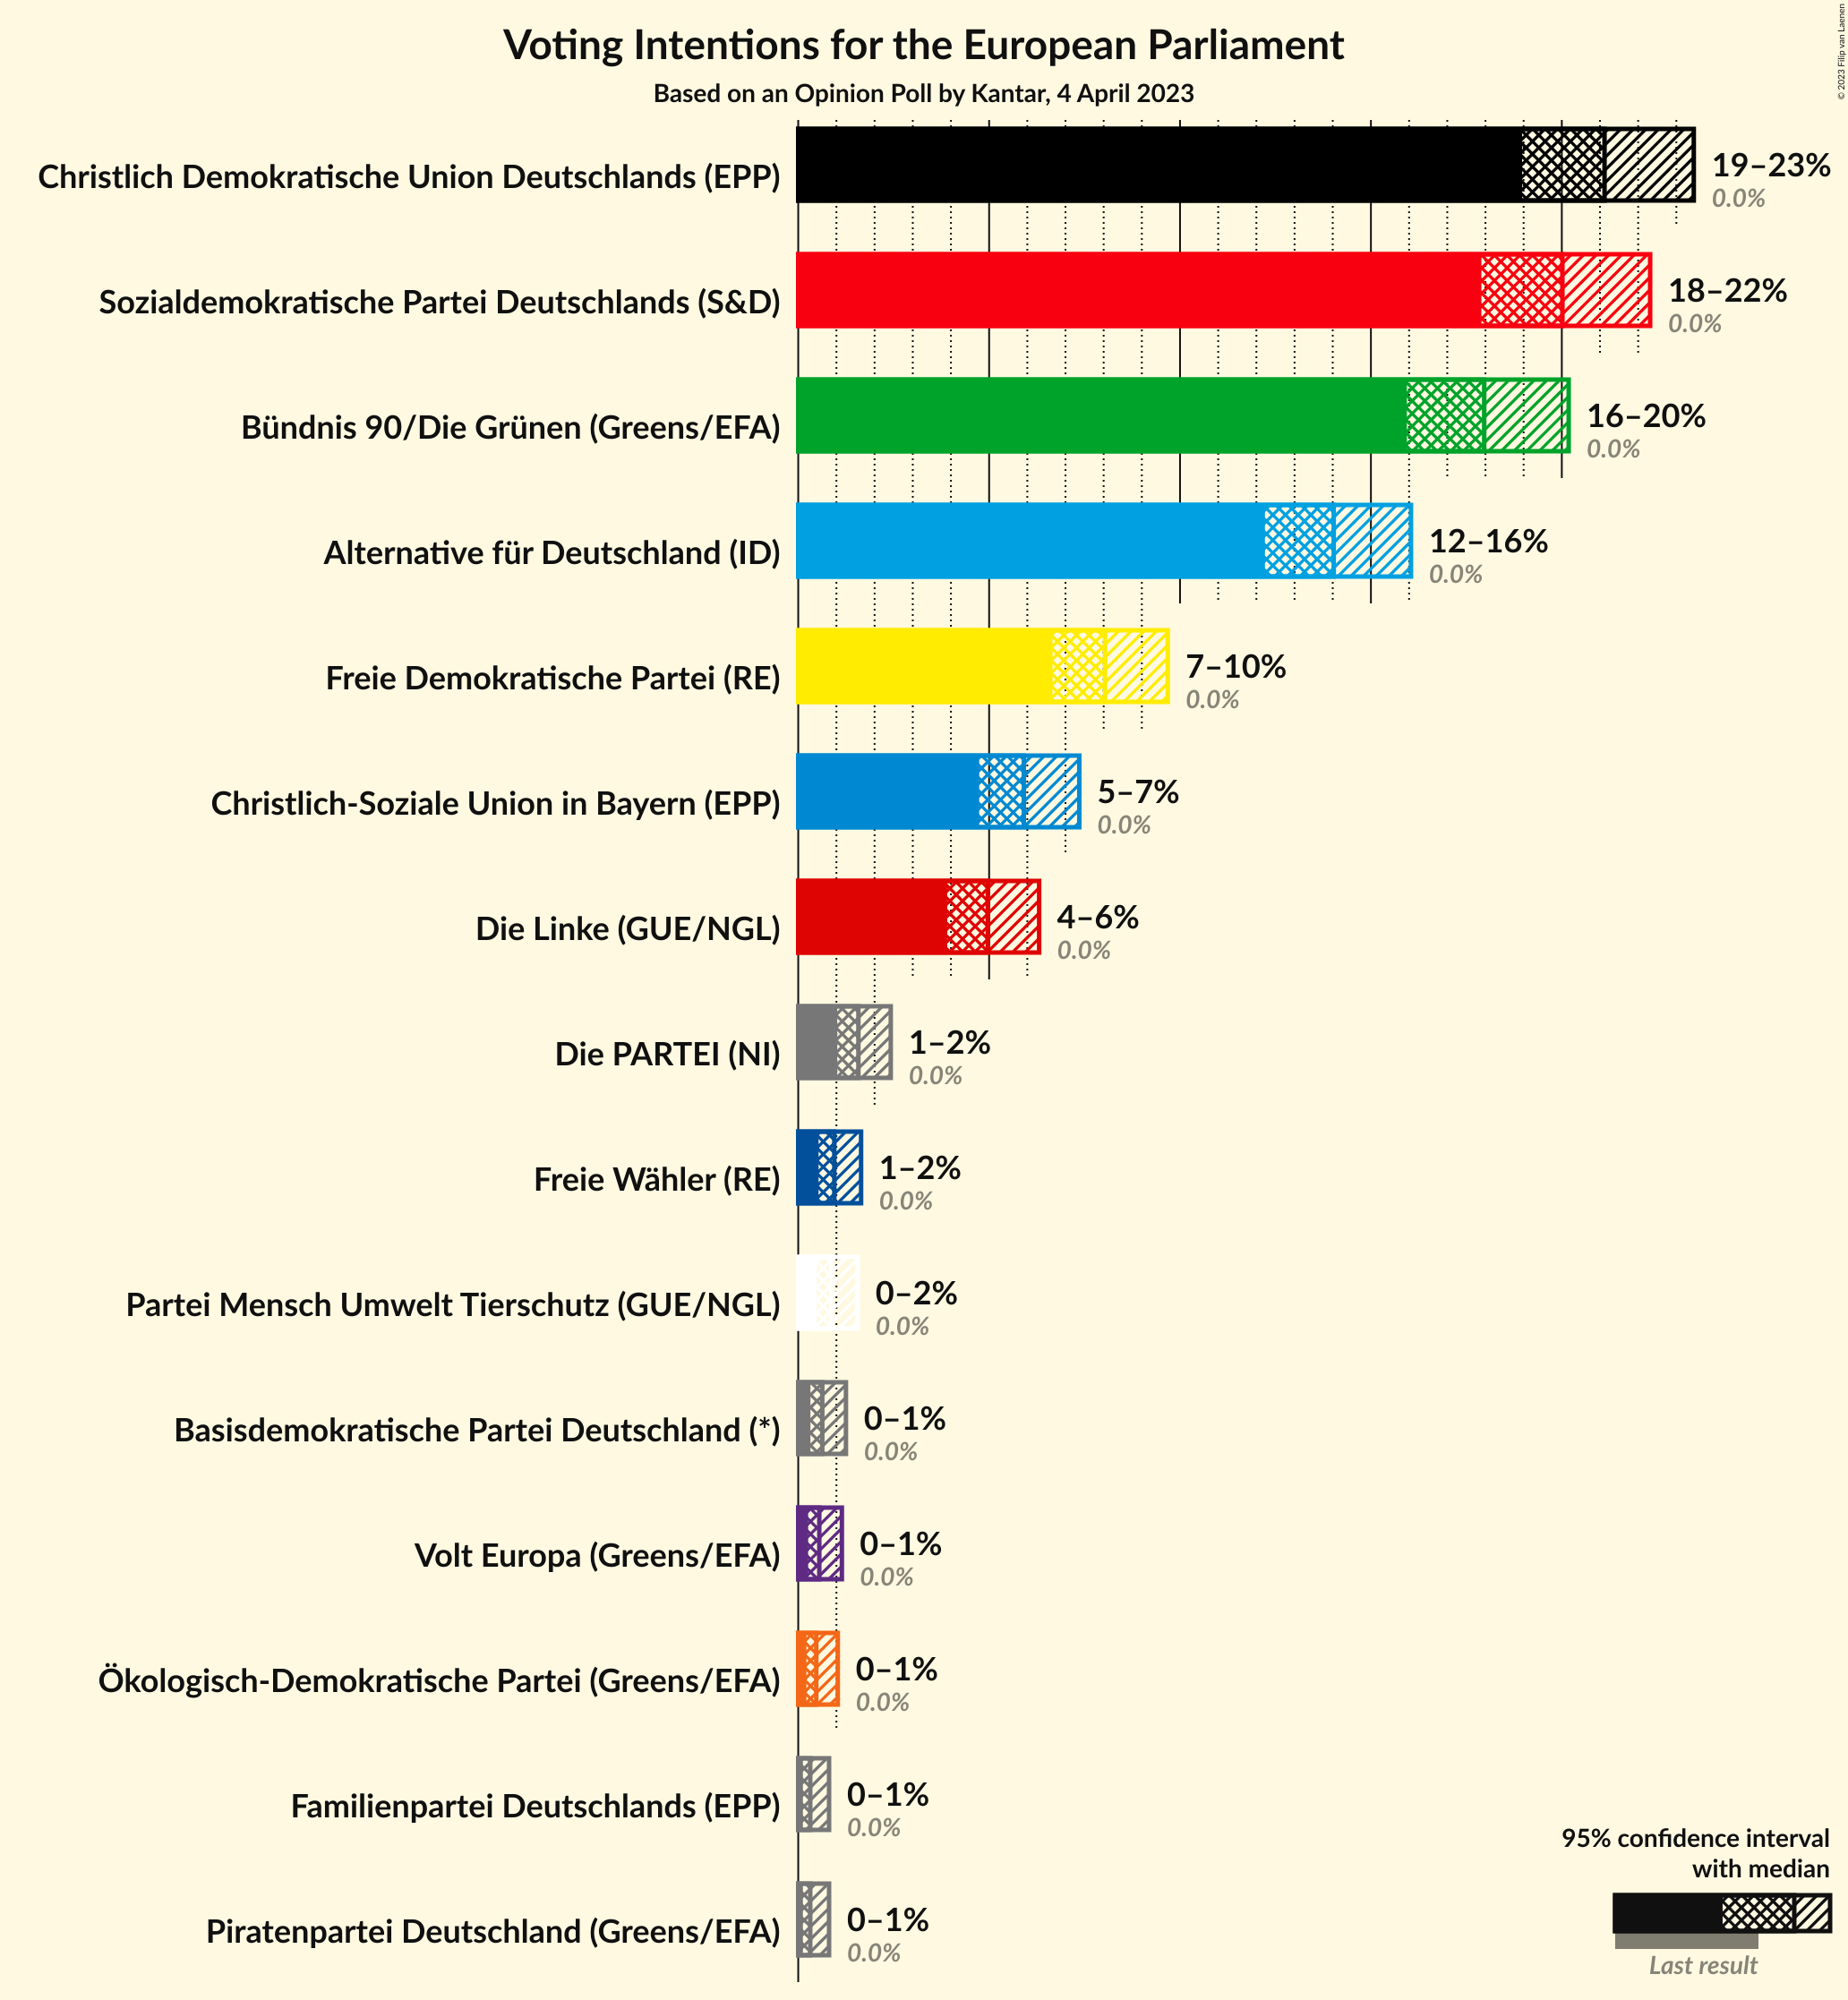 Voting Intentions for the European Parliament
Based on an Opinion Poll by Kantar, 4 April 2023
© 2023 Filip van Laenen
Christlich Demokratische Union Deutschlands (EPP)
19–23%
0.0%
Sozialdemokratische Partei Deutschlands (S&D)
18–22%
0.0%
Bündnis 90/Die Grünen (Greens/EFA)
16–20%
0.0%
Alternative für Deutschland (ID)
12–16%
0.0%
Freie Demokratische Partei (RE)
7–10%
0.0%
Christlich-Soziale Union in Bayern (EPP)
5–7%
0.0%
Die Linke (GUE/NGL)
4–6%
0.0%
Die PARTEI (NI)
1–2%
0.0%
Freie Wähler (RE)
1–2%
0.0%
Partei Mensch Umwelt Tierschutz (GUE/NGL)
0–2%
0.0%
Basisdemokratische Partei Deutschland (*)
0–1%
0.0%
Volt Europa (Greens/EFA)
0–1%
0.0%
Ökologisch-Demokratische Partei (Greens/EFA)
0–1%
0.0%
Familienpartei Deutschlands (EPP)
0–1%
0.0%
Piratenpartei Deutschland (Greens/EFA)
0–1%
0.0%
95% confidence interval
with median
Last result